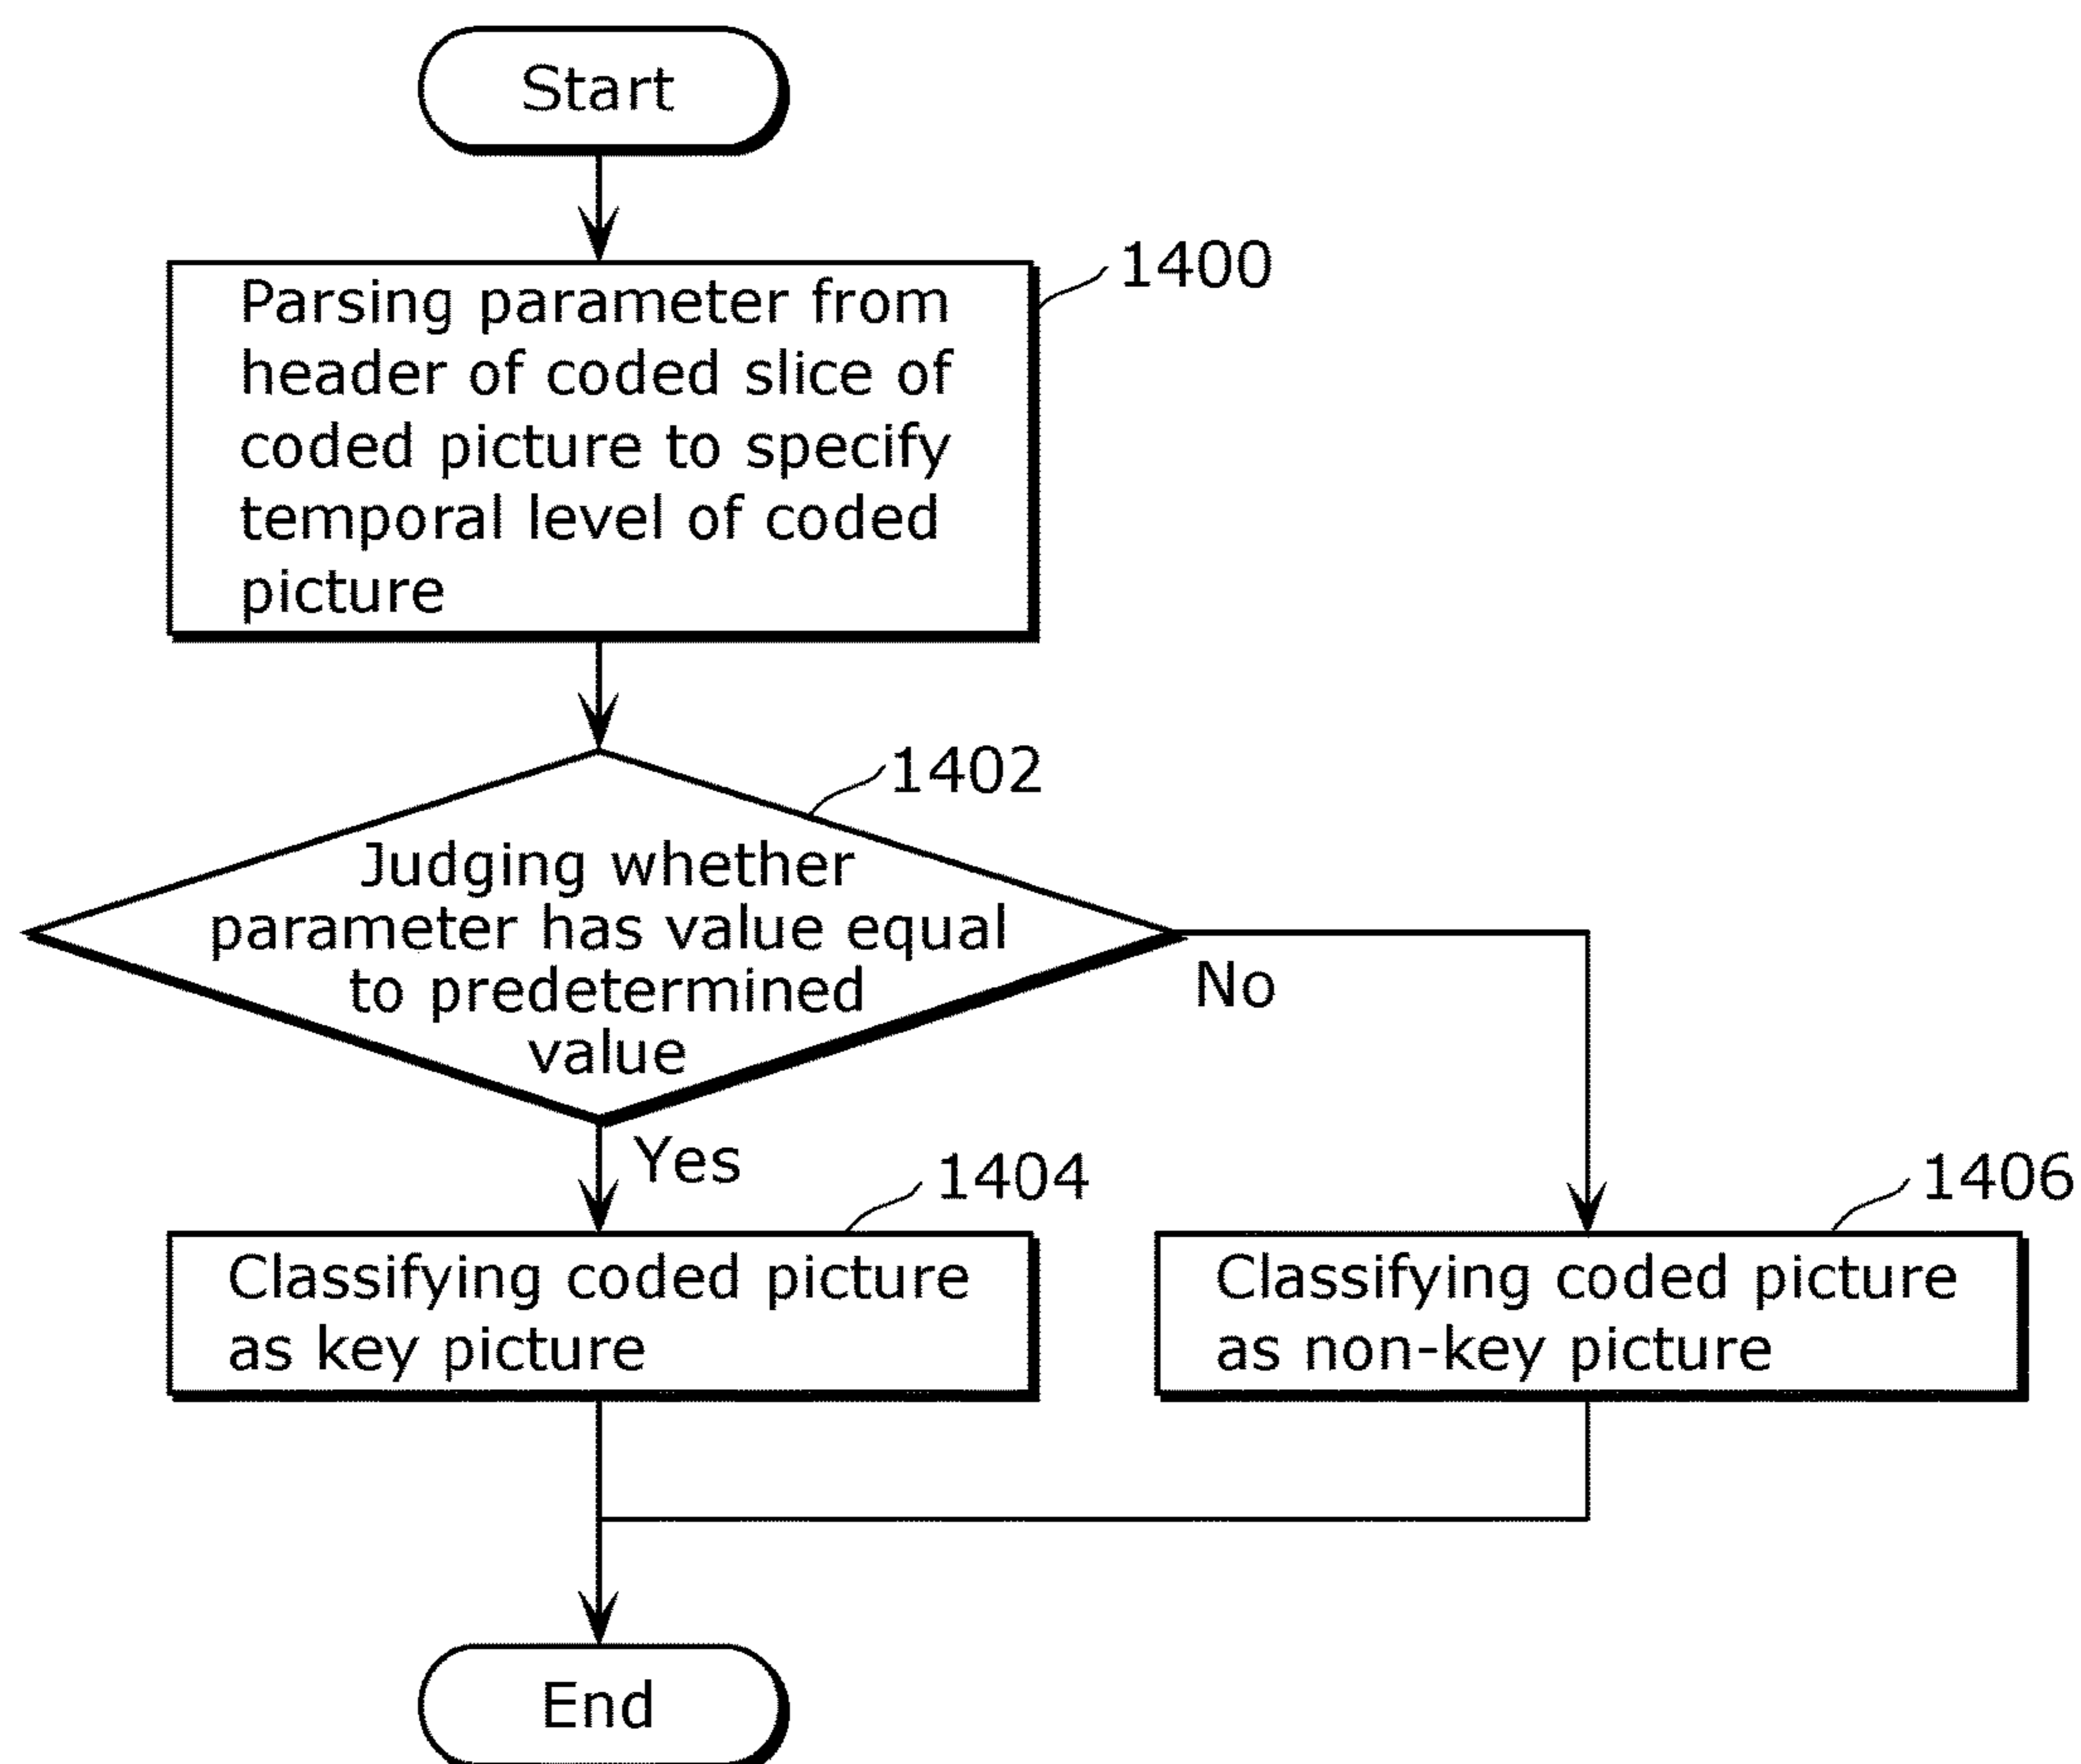 Start
1400
Parsing parameter from
header of coded slice of
coded picture to specify
temporal level of coded
picture
1402
Judging whether
parameter has value equal
to predetermined
value
No
Yes
1404
Classifying coded picture
as key picture
1406
Classifying coded picture
as non-key picture
End